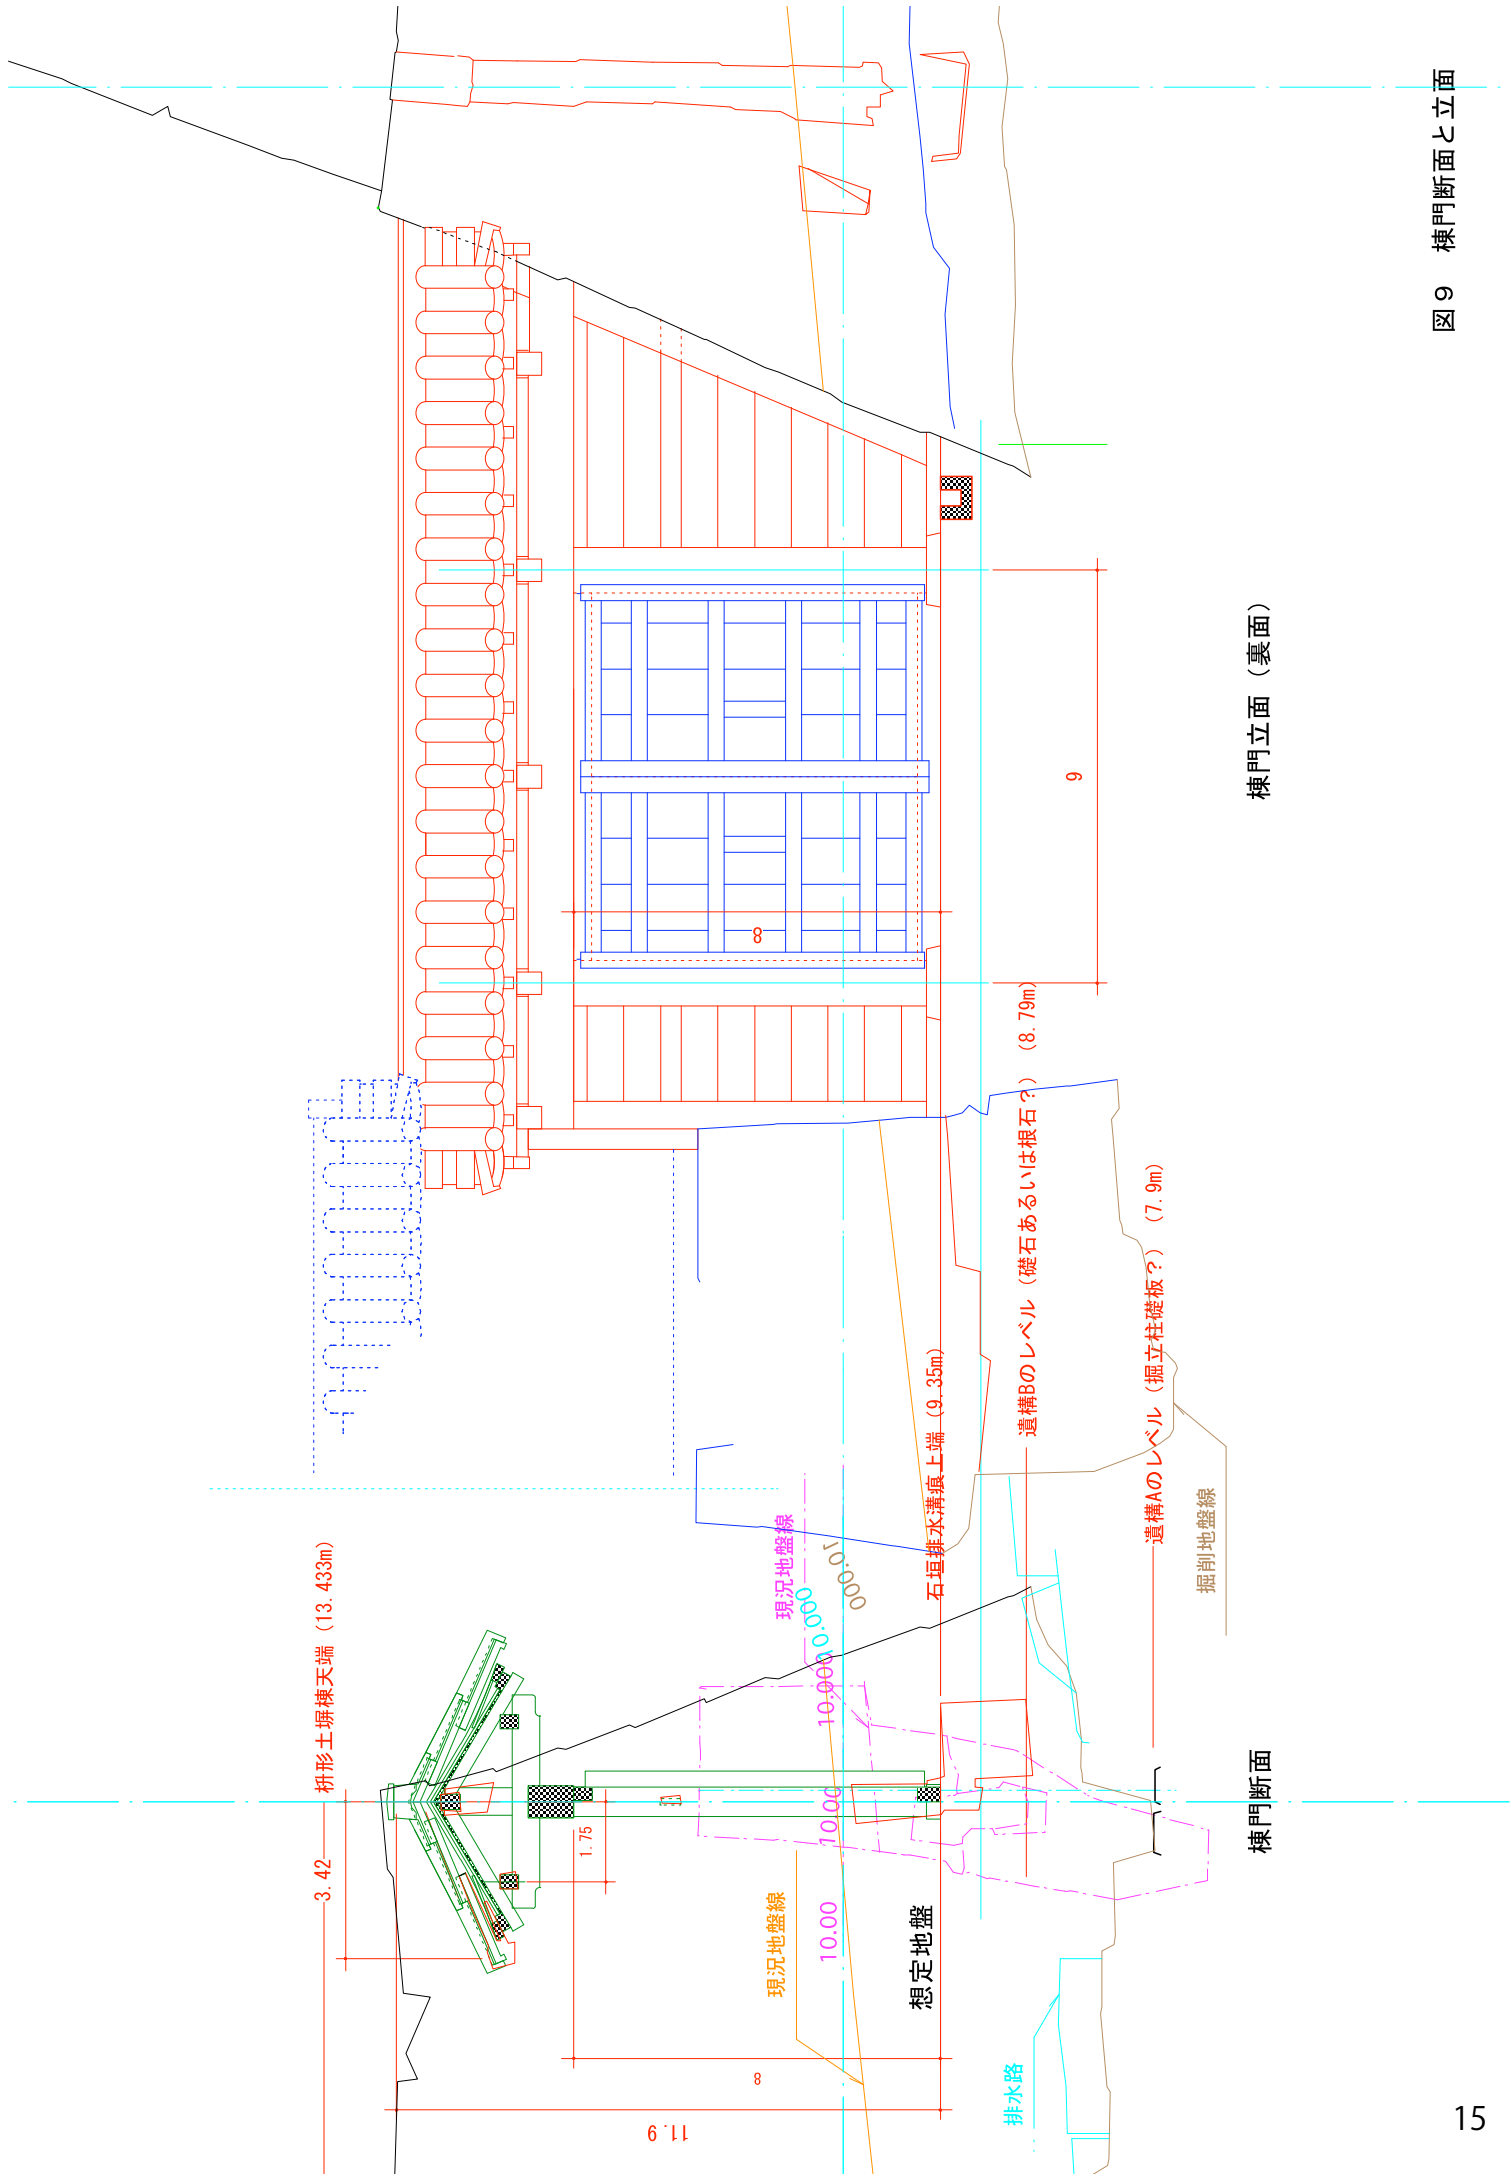 図９　棟門断面と立面
棟門立面（裏面）
9
8
枡形土塀棟天端（13.433m）
石垣排水溝痕上端（9.35m）
遺構Bのレベル（礎石あるいは根石？）（8.79m）
遺構Aのレベル（掘立柱礎板？）（7.9m）
掘削地盤線
現況地盤線
10.000
10.000
10.000
10.00
10.00
3.42
1.75
現況地盤線
想定地盤
8
11.9
排水路
棟門断面
15